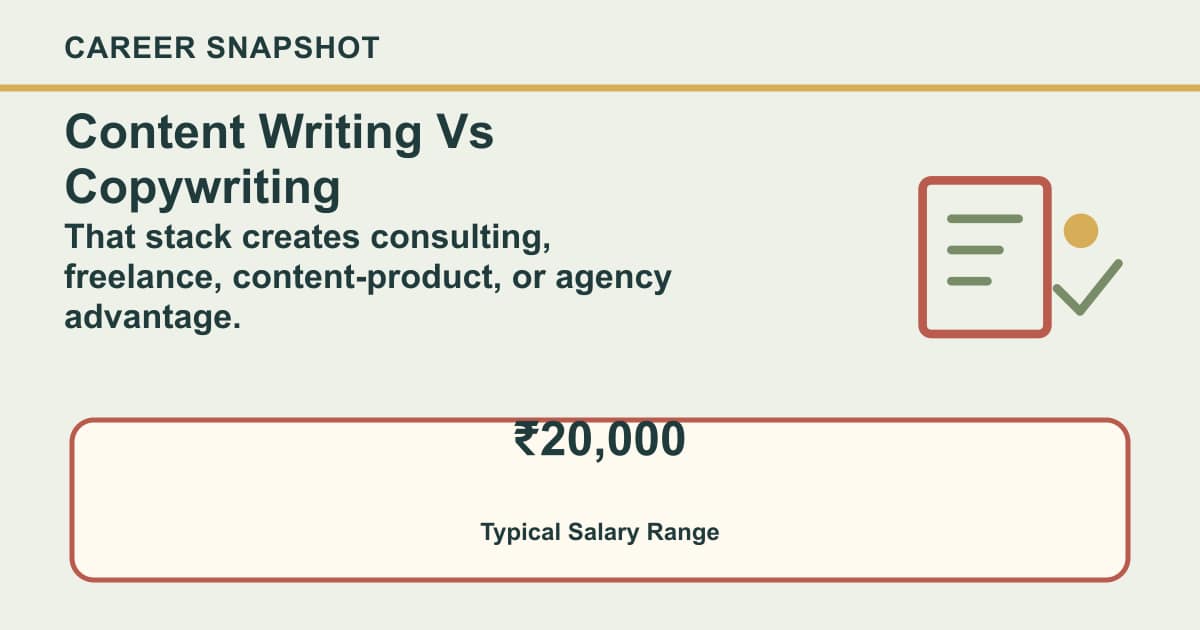 CAREER SNAPSHOT
Content Writing Vs
Copywriting
That stack creates consulting,
freelance, content-product, or agency
advantage.
₹20,000
Typical Salary Range